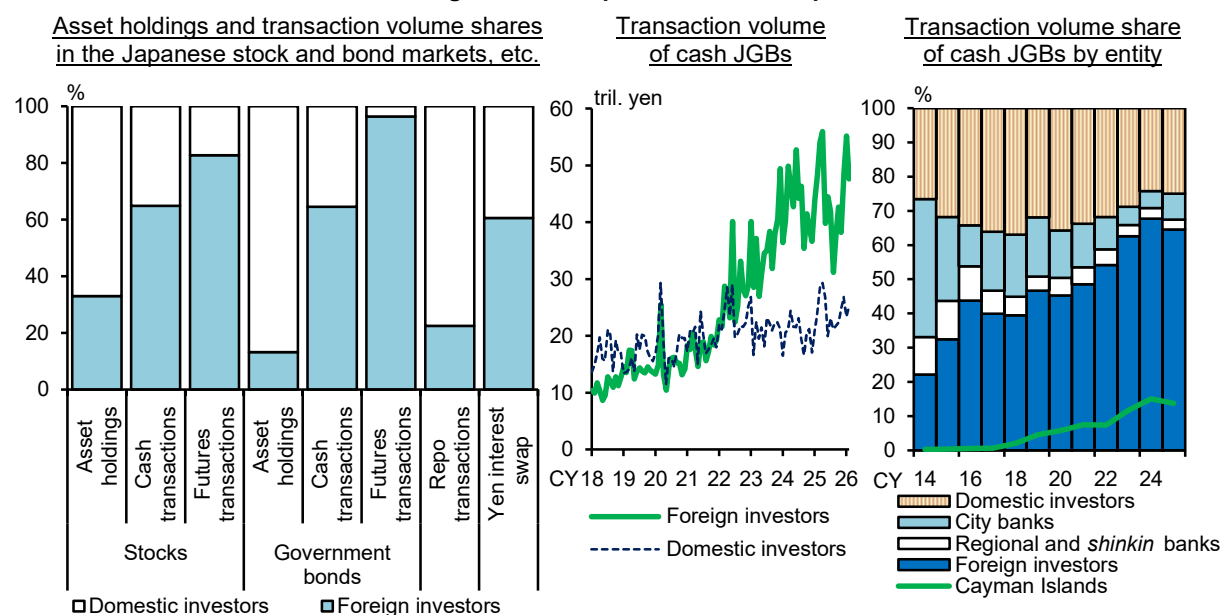 Asset holdings and transaction volume shares
in the Japanese stock and bond markets, etc.
%
100
80
60
40
20
0
Asset
holdings
Cash
transactions
Futures
transactions
Asset
holdings
Cash
transactions
Futures
transactions
Repo
transactions
Yen interest
swap
Stocks
Government
bonds
Domestic investors
Foreign investors
Transaction volume
of cash JGBs
tril. yen
60
50
40
30
20
10
0
CY 18 19 20 21 22 23 24 25 26
Foreign investors
Domestic investors
Transaction volume share
of cash JGBs by entity
%
100
90
80
70
60
50
40
30
20
10
0
CY 14 16 18 20 22 24
Domestic investors
City banks
Regional and shinkin banks
Foreign investors
Cayman Islands